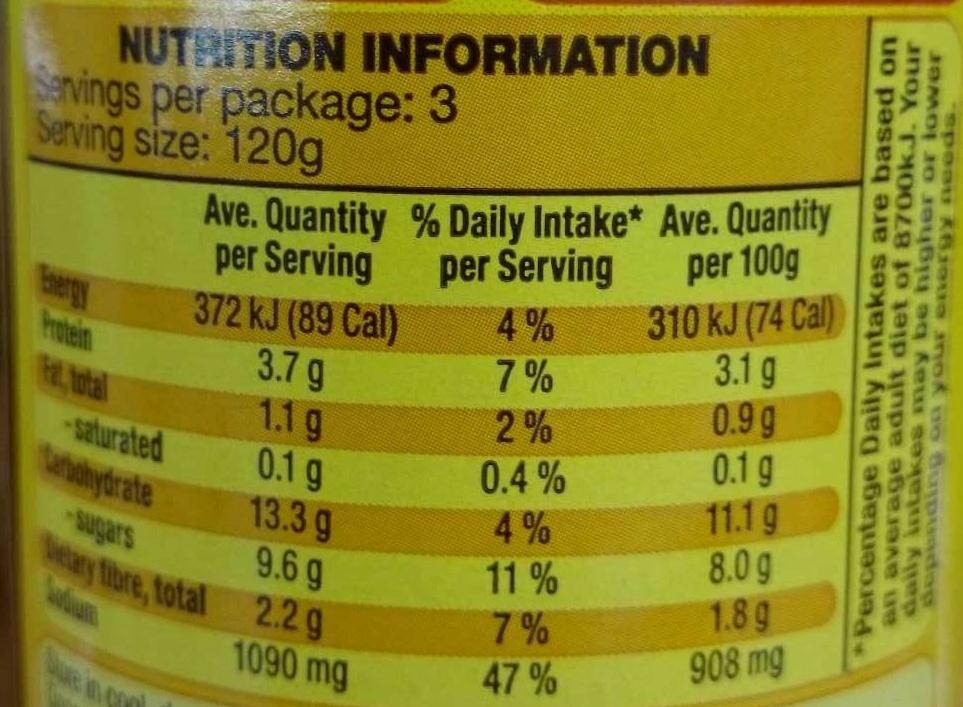 NUTRITION INFORMATION
Servings per package: 3
Serving size: 120g
Ave. Quantity % Daily Intake* Ave. Quantity
per Serving per Serving per 100g
Energy 372 kJ (89 Cal) 4 % 310 kJ (74 Cal)
Protein 3.7 g 7 % 3.1 g
Fat, total 1.1 g 2 % 0.9 g
- saturated 0.1 g 0.4 % 0.1 g
Carbohydrate 13.3 g 4 % 11.1 g
- sugars 9.6 g 11 % 8.0 g
Dietary fibre, total 2.2 g 7 % 1.8 g
Sodium 1090 mg 47 % 908 mg
*Percentage Daily Intakes are based on
an average adult diet of 8700kJ. Your
daily intakes may be higher or lower
depending on your energy needs.
Store in cool